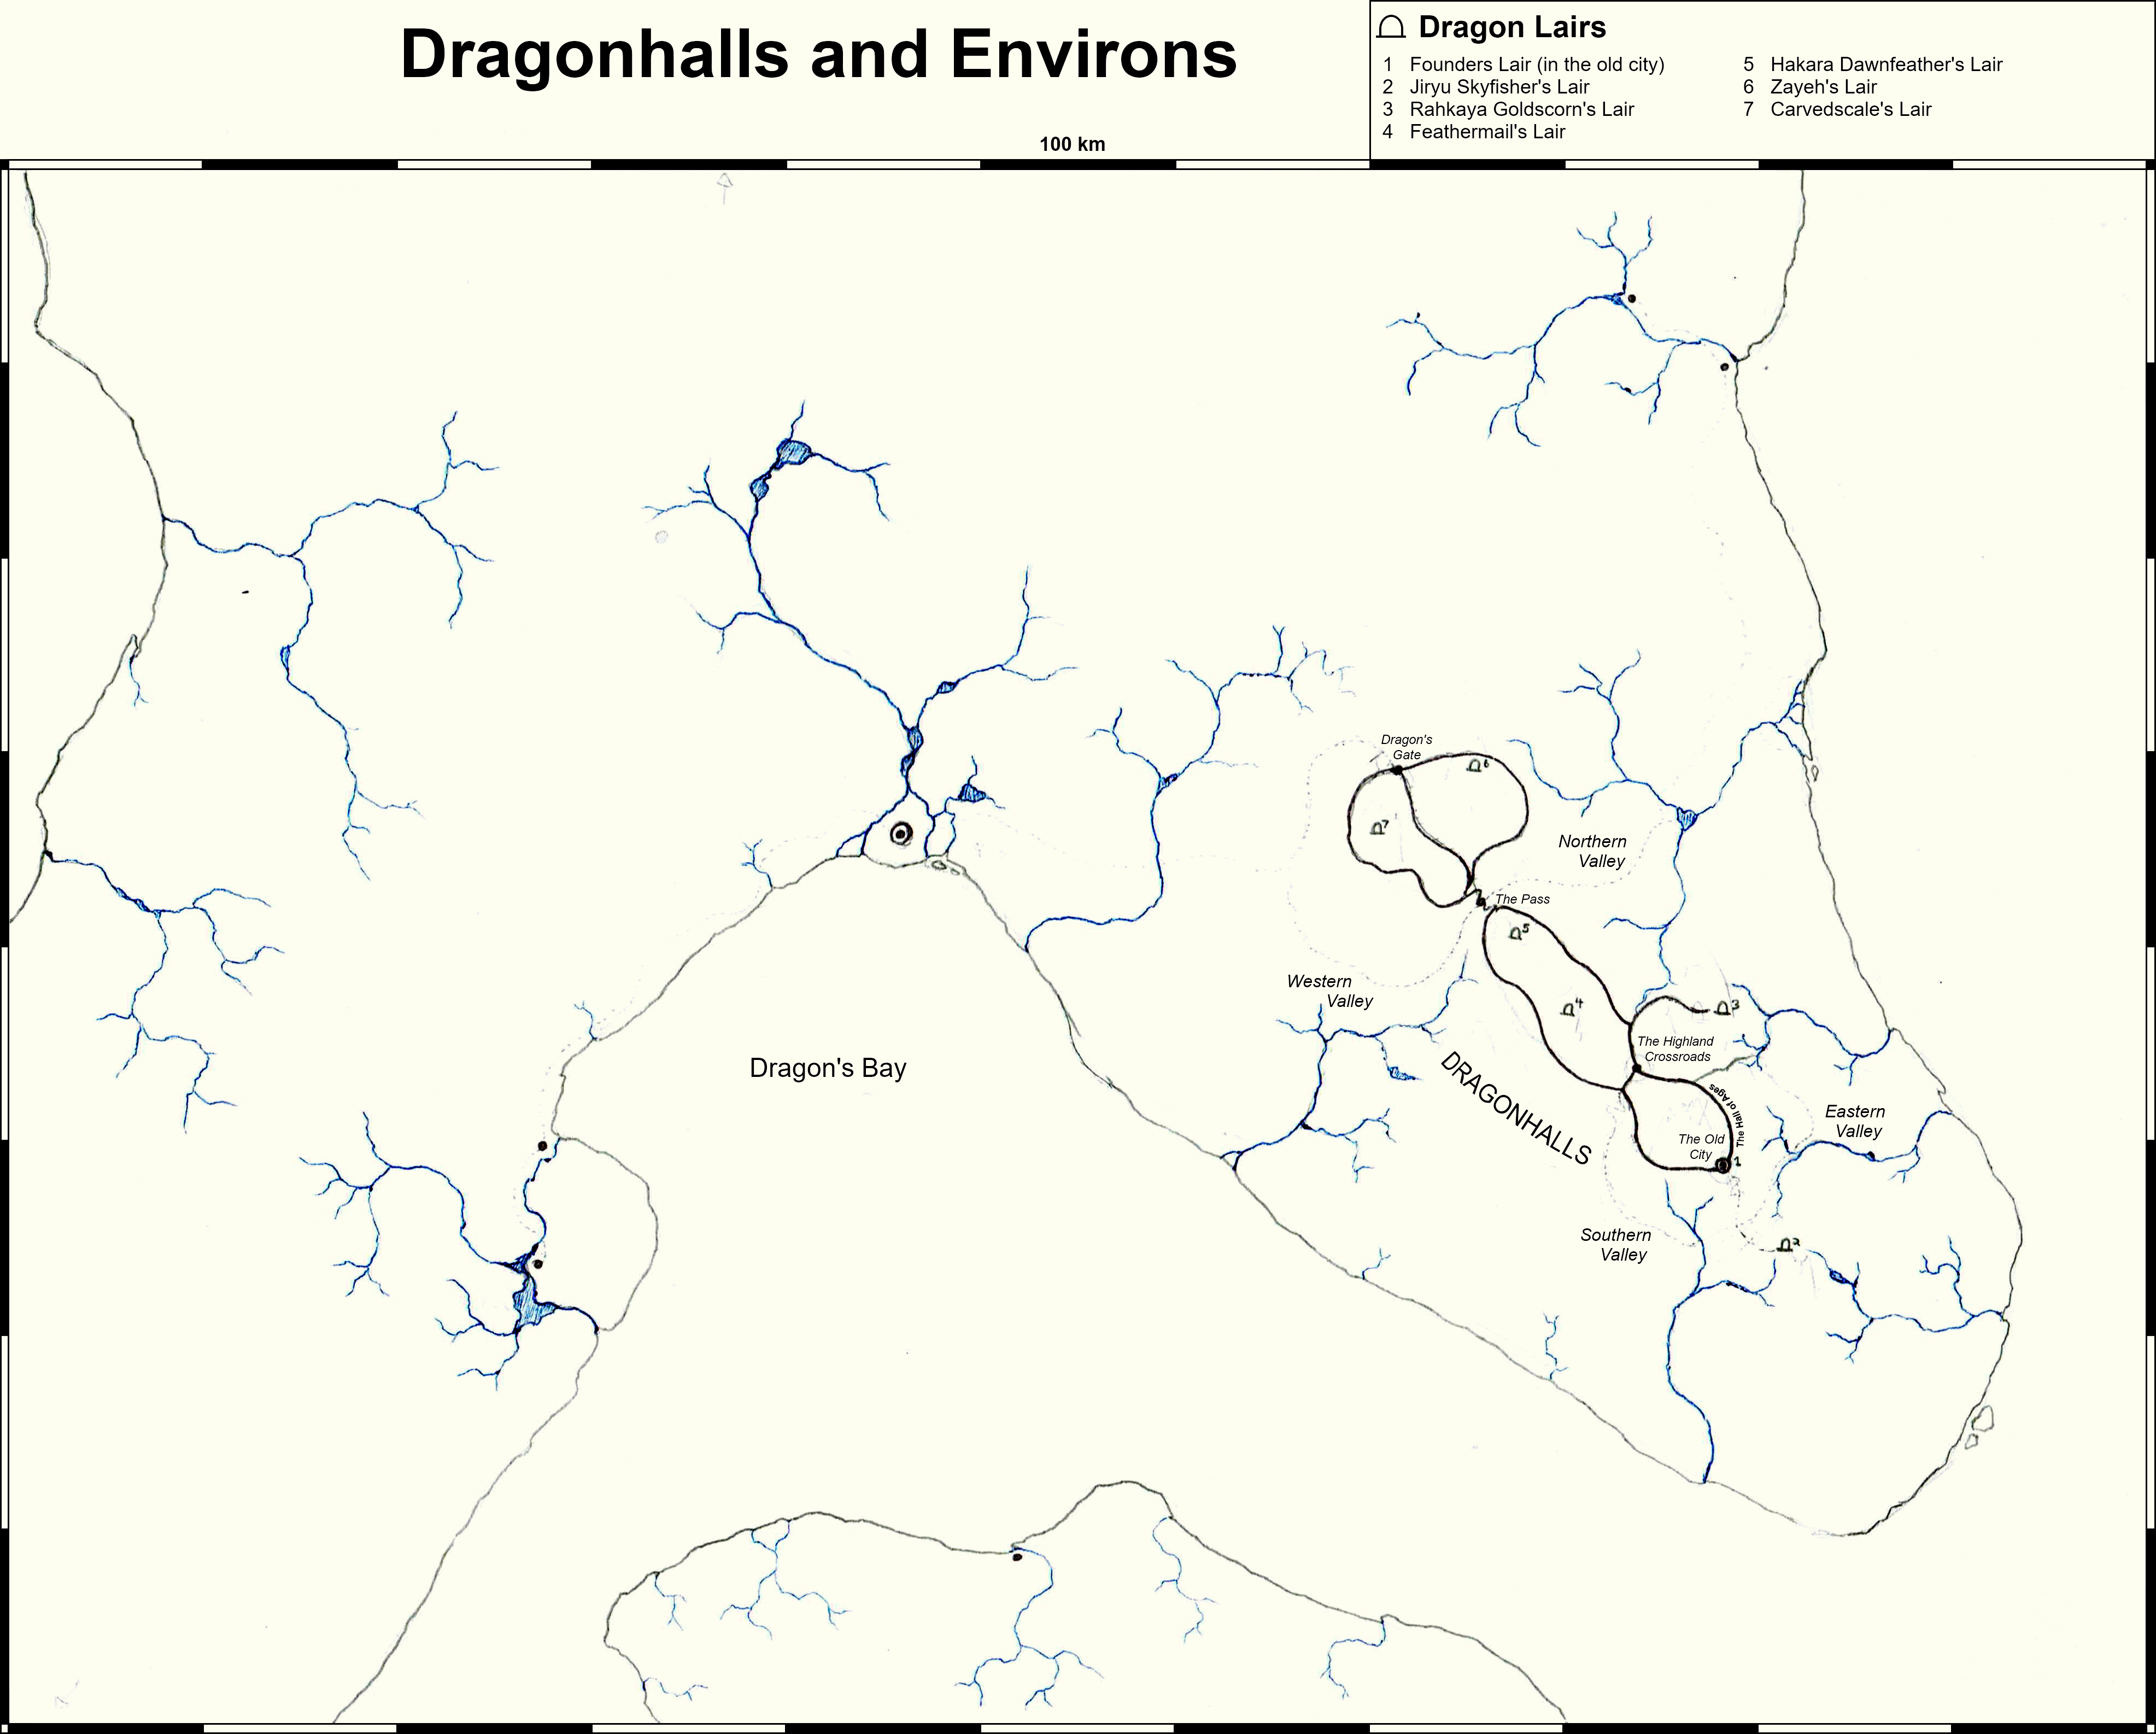 Dragonhalls and Environs
Dragon Lairs
1 Founders Lair (in the old city)
2 Jiryu Skyfisher's Lair
3 Rahkaya Goldscorn's Lair
4 Feathermail's Lair
5 Hakara Dawnfeather's Lair
6 Zayeh's Lair
7 Carvedscale's Lair
100 km
Dragon's
Gate
6
7
Northern
Valley
The Pass
5
Western
Valley
4
3
The Highland
Crossroads
Dragon's Bay
DRAGONHALLS
The Hall of Ages
Eastern
Valley
The Old
City
1
Southern
Valley
2